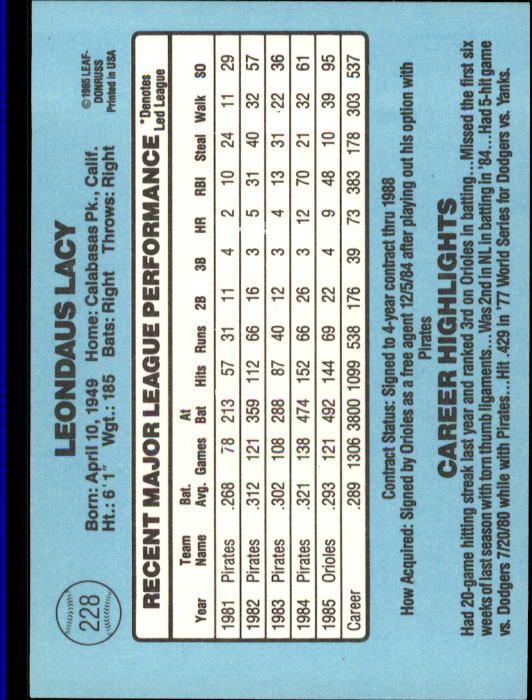 228
LEONDAUS LACY
©1985 LEAF-
DONRUSS
Printed in USA
Born: April 10, 1949 Home: Calabasas Pk., Calif.
Ht.: 6'1" Wgt.: 185 Bats: Right Throws: Right
RECENT MAJOR LEAGUE PERFORMANCE *Denotes Led League
Year Team Name Bat. Avg. Games At Bat Hits Runs 2B 3B HR RBI Steal Walk SO
1981 Pirates .268 78 213 57 31 11 4 2 10 24 11 29
1982 Pirates .312 121 359 112 66 16 3 5 31 40 32 57
1983 Pirates .302 108 288 87 40 12 3 4 13 31 22 36
1984 Pirates .321 138 474 152 66 26 3 12 70 21 32 61
1985 Orioles .293 121 492 144 69 22 4 9 48 10 39 95
Career .289 1306 3800 1099 538 176 39 73 383 178 303 537
Contract Status: Signed to 4-year contract thru 1988
How Acquired: Signed by Orioles as a free agent 12/5/84 after playing out his option with
Pirates
CAREER HIGHLIGHTS
Had 20-game hitting streak last year and ranked 3rd on Orioles in batting...Missed the first six
weeks of last season with torn thumb ligaments...Was 2nd in NL in batting in '84...Had 5-hit game
vs. Dodgers 7/20/80 while with Pirates...Hit .429 in '77 World Series for Dodgers vs. Yanks.